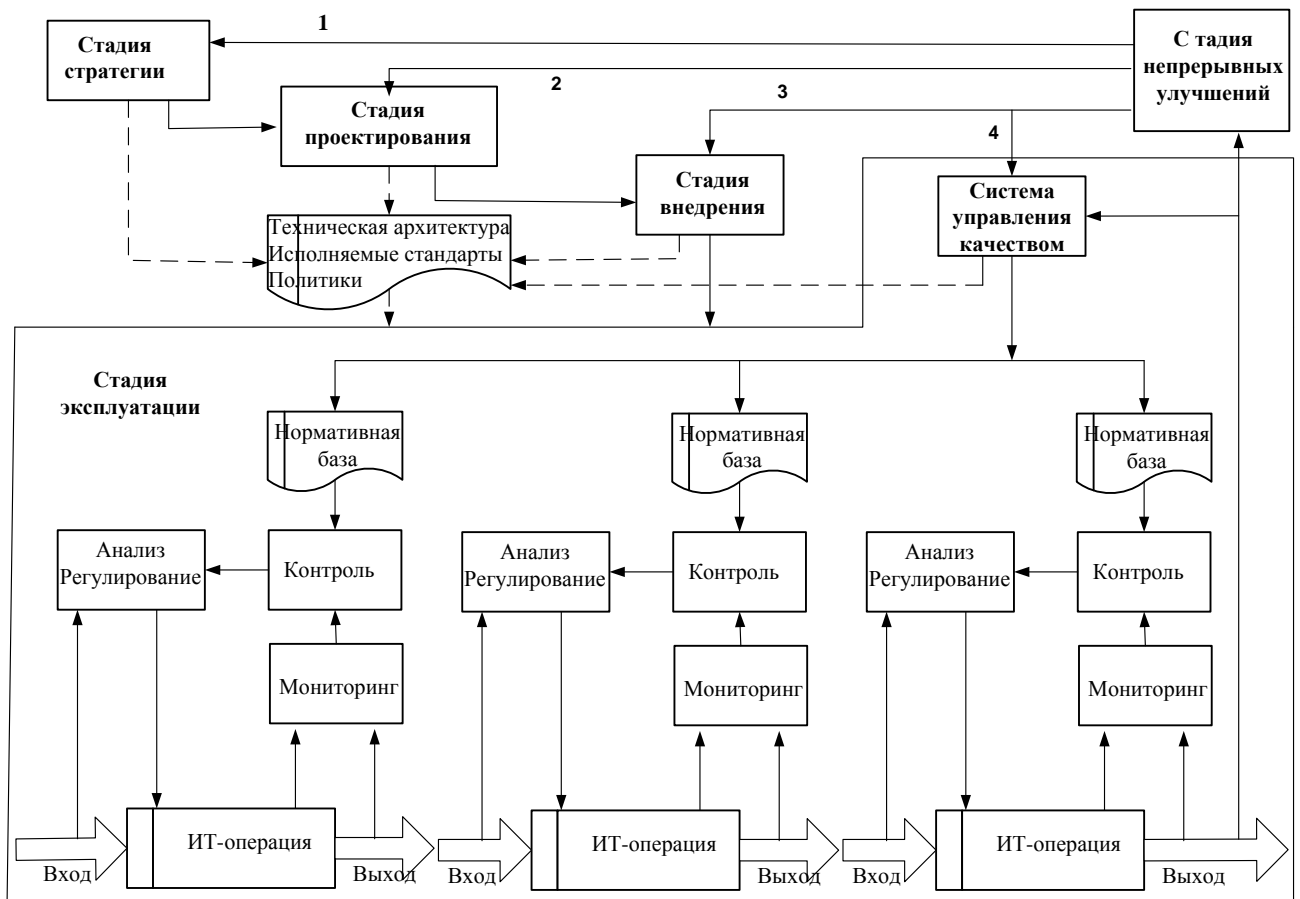 1
Стадия
стратегии
С тадия
непрерывных
улучшений
2
Стадия
проектирования
3
4
Стадия
внедрения
Система
управления
качеством
Техническая архитектура
Исполняемые стандарты
Политики
Стадия
эксплуатации
Нормативная
база
Нормативная
база
Нормативная
база
Анализ
Регулирование
Контроль
Анализ
Регулирование
Контроль
Анализ
Регулирование
Контроль
Мониторинг
Мониторинг
Мониторинг
ИТ-операция
ИТ-операция
ИТ-операция
Вход
Выход
Вход
Выход
Вход
Выход